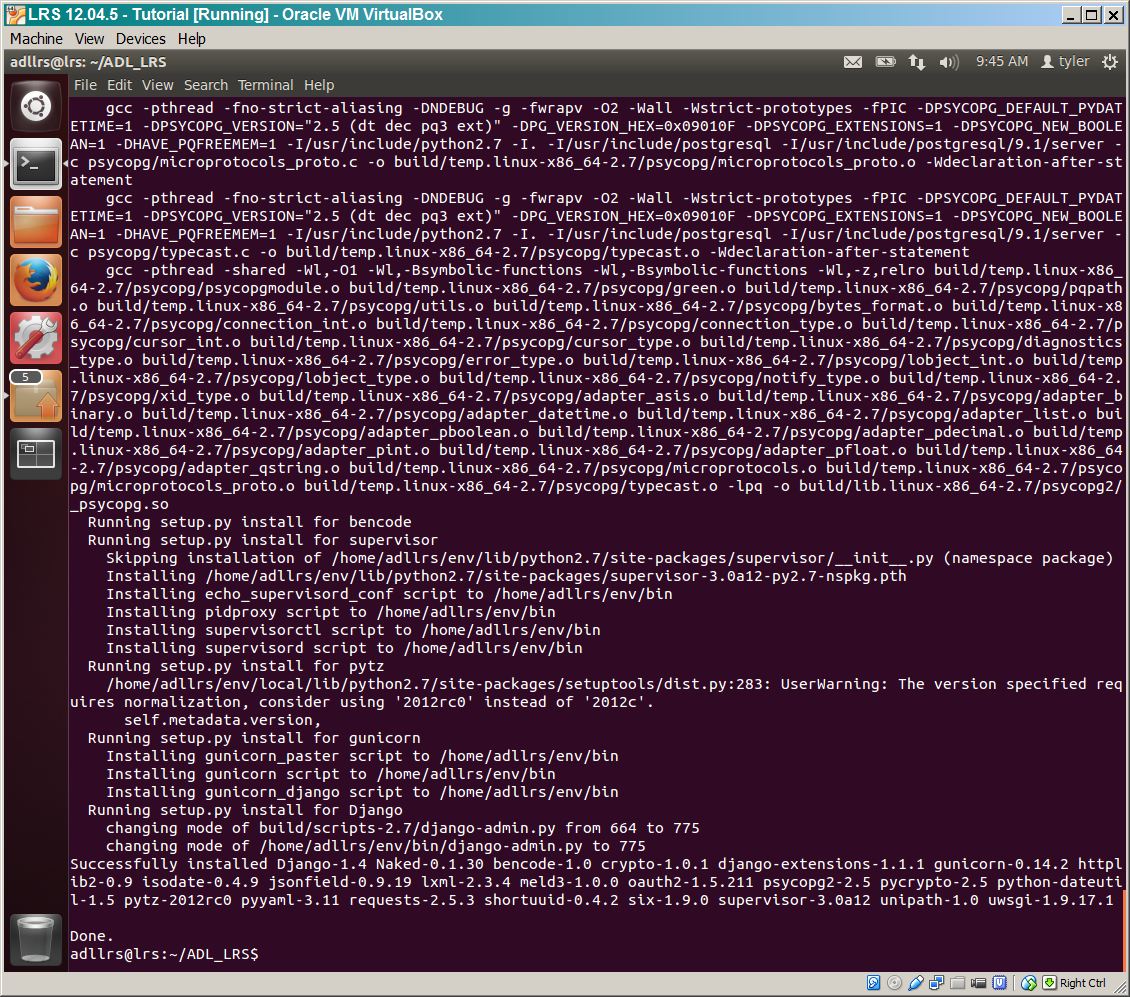 LRS 12.04.5 - Tutorial [Running] - Oracle VM VirtualBox
Machine View Devices Help
adllrs@lrs: ~/ADL_LRS 9:45 AM tyler
File Edit View Search Terminal Help
gcc -pthread -fno-strict-aliasing -DNDEBUG -g -fwrapv -O2 -Wall -Wstrict-prototypes -fPIC -DPSYCOPG_DEFAULT_PYDAT
ETIME=1 -DPSYCOPG_VERSION="2.5 (dt dec pq3 ext)" -DPG_VERSION_HEX=0x09010F -DPSYCOPG_EXTENSIONS=1 -DPSYCOPG_NEW_BOOLE
AN=1 -DHAVE_PQFREEMEM=1 -I/usr/include/python2.7 -I. -I/usr/include/postgresql -I/usr/include/postgresql/9.1/server -
c psycopg/microprotocols_proto.c -o build/temp.linux-x86_64-2.7/psycopg/microprotocols_proto.o -Wdeclaration-after-st
atement
gcc -pthread -fno-strict-aliasing -DNDEBUG -g -fwrapv -O2 -Wall -Wstrict-prototypes -fPIC -DPSYCOPG_DEFAULT_PYDAT
ETIME=1 -DPSYCOPG_VERSION="2.5 (dt dec pq3 ext)" -DPG_VERSION_HEX=0x09010F -DPSYCOPG_EXTENSIONS=1 -DPSYCOPG_NEW_BOOLE
AN=1 -DHAVE_PQFREEMEM=1 -I/usr/include/python2.7 -I. -I/usr/include/postgresql -I/usr/include/postgresql/9.1/server -
c psycopg/typecast.c -o build/temp.linux-x86_64-2.7/psycopg/typecast.o -Wdeclaration-after-statement
gcc -pthread -shared -Wl,-O1 -Wl,-Bsymbolic-functions -Wl,-Bsymbolic-functions -Wl,-z,relro build/temp.linux-x86_
64-2.7/psycopg/psycopgmodule.o build/temp.linux-x86_64-2.7/psycopg/green.o build/temp.linux-x86_64-2.7/psycopg/pqpath
.o build/temp.linux-x86_64-2.7/psycopg/utils.o build/temp.linux-x86_64-2.7/psycopg/bytes_format.o build/temp.linux-x8
6_64-2.7/psycopg/connection_int.o build/temp.linux-x86_64-2.7/psycopg/connection_type.o build/temp.linux-x86_64-2.7/p
sycopg/cursor_int.o build/temp.linux-x86_64-2.7/psycopg/cursor_type.o build/temp.linux-x86_64-2.7/psycopg/diagnostics
_type.o build/temp.linux-x86_64-2.7/psycopg/error_type.o build/temp.linux-x86_64-2.7/psycopg/lobject_int.o build/temp
.linux-x86_64-2.7/psycopg/lobject_type.o build/temp.linux-x86_64-2.7/psycopg/notify_type.o build/temp.linux-x86_64-2.
5
7/psycopg/xid_type.o build/temp.linux-x86_64-2.7/psycopg/adapter_asis.o build/temp.linux-x86_64-2.7/psycopg/adapter_b
inary.o build/temp.linux-x86_64-2.7/psycopg/adapter_datetime.o build/temp.linux-x86_64-2.7/psycopg/adapter_list.o bui
ld/temp.linux-x86_64-2.7/psycopg/adapter_pboolean.o build/temp.linux-x86_64-2.7/psycopg/adapter_pdecimal.o build/temp
.linux-x86_64-2.7/psycopg/adapter_pint.o build/temp.linux-x86_64-2.7/psycopg/adapter_pfloat.o build/temp.linux-x86_64
-2.7/psycopg/adapter_qstring.o build/temp.linux-x86_64-2.7/psycopg/microprotocols.o build/temp.linux-x86_64-2.7/psyco
pg/microprotocols_proto.o build/temp.linux-x86_64-2.7/psycopg/typecast.o -lpq -o build/lib.linux-x86_64-2.7/psycopg2/
_psycopg.so
Running setup.py install for bencode
Running setup.py install for supervisor
Skipping installation of /home/adllrs/env/lib/python2.7/site-packages/supervisor/__init__.py (namespace package)
Installing /home/adllrs/env/lib/python2.7/site-packages/supervisor-3.0a12-py2.7-nspkg.pth
Installing echo_supervisord_conf script to /home/adllrs/env/bin
Installing pidproxy script to /home/adllrs/env/bin
Installing supervisorctl script to /home/adllrs/env/bin
Installing supervisord script to /home/adllrs/env/bin
Running setup.py install for pytz
/home/adllrs/env/local/lib/python2.7/site-packages/setuptools/dist.py:283: UserWarning: The version specified req
uires normalization, consider using '2012rc0' instead of '2012c'.
self.metadata.version,
Running setup.py install for gunicorn
Installing gunicorn_paster script to /home/adllrs/env/bin
Installing gunicorn script to /home/adllrs/env/bin
Installing gunicorn_django script to /home/adllrs/env/bin
Running setup.py install for Django
changing mode of build/scripts-2.7/django-admin.py from 664 to 775
changing mode of /home/adllrs/env/bin/django-admin.py to 775
Successfully installed Django-1.4 Naked-0.1.30 bencode-1.0 crypto-1.0.1 django-extensions-1.1.1 gunicorn-0.14.2 httpl
ib2-0.9 isodate-0.4.9 jsonfield-0.9.19 lxml-2.3.4 meld3-1.0.0 oauth2-1.5.211 psycopg2-2.5 pycrypto-2.5 python-dateuti
l-1.5 pytz-2012rc0 pyyaml-3.11 requests-2.5.3 shortuuid-0.4.2 six-1.9.0 supervisor-3.0a12 unipath-1.0 uwsgi-1.9.17.1
Done.
adllrs@lrs:~/ADL_LRS$
Right Ctrl